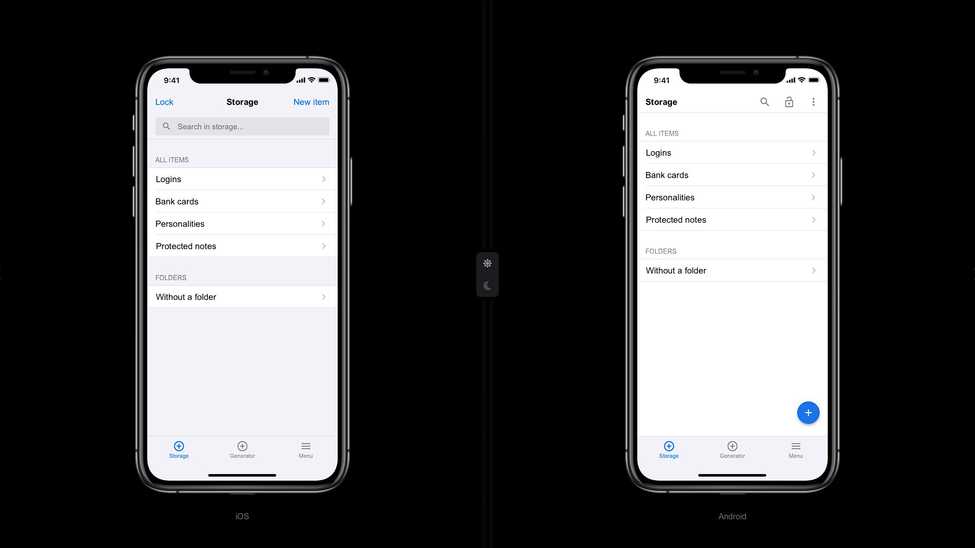 9:41
Lock Storage New item
Search in storage...
ALL ITEMS
Logins
Bank cards
Personalities
Protected notes
FOLDERS
Without a folder
Storage Generator Menu
iOS
9:41
Storage
ALL ITEMS
Logins
Bank cards
Personalities
Protected notes
FOLDERS
Without a folder
Storage Generator Menu
Android